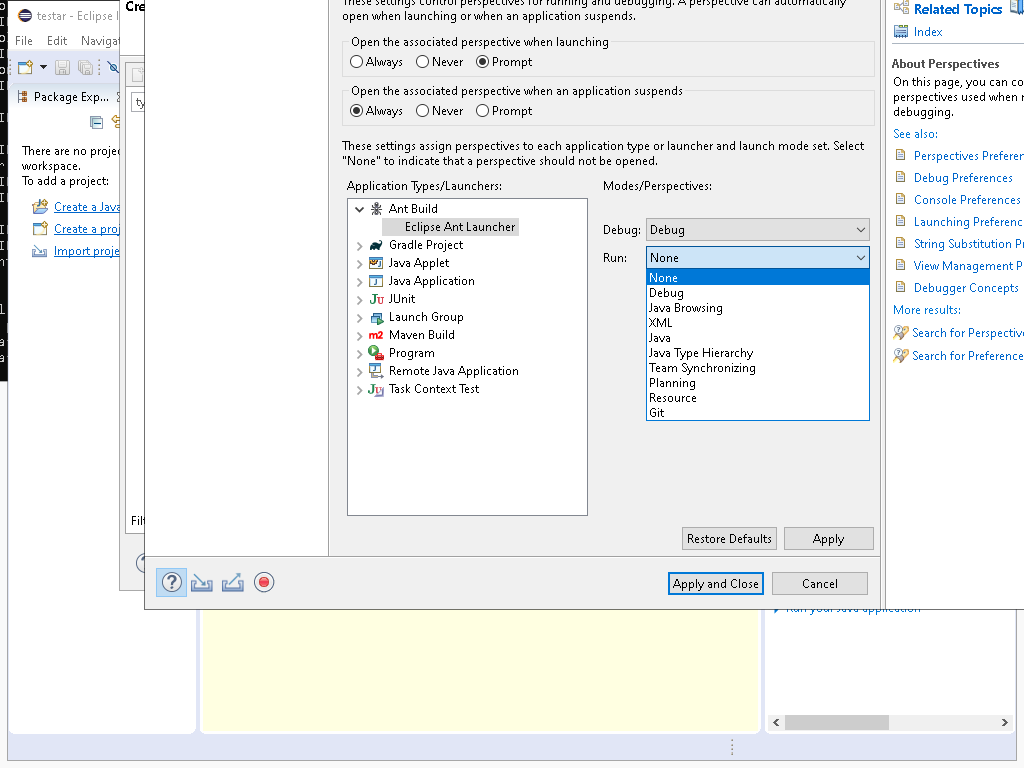 testar - Eclipse I
File Edit Navigat
Package Exp...
There are no proje
workspace.
To add a project:
Create a Java
Create a proj
Import proje
Cre
ty
Filt
These settings control perspectives for running and debugging. A perspective can automatically
open when launching or when an application suspends.
Open the associated perspective when launching
Always Never Prompt
Open the associated perspective when an application suspends
Always Never Prompt
These settings assign perspectives to each application type or launcher and launch mode set. Select
"None" to indicate that a perspective should not be opened.
Application Types/Launchers:
Ant Build
Eclipse Ant Launcher
Gradle Project
Java Applet
Java Application
JUnit
Launch Group
Maven Build
Program
Remote Java Application
Task Context Test
Modes/Perspectives:
Debug: Debug
Run: None
None
Debug
Java Browsing
XML
Java
Java Type Hierarchy
Team Synchronizing
Planning
Resource
Git
Restore Defaults Apply
Apply and Close Cancel
Related Topics
Index
About Perspectives
On this page, you can co
perspectives used when r
debugging.
See also:
Perspectives Preferen
Debug Preferences
Console Preferences
Launching Preferenc
String Substitution Pr
View Management P
Debugger Concepts
More results:
Search for Perspective
Search for Preference
Run your Java application